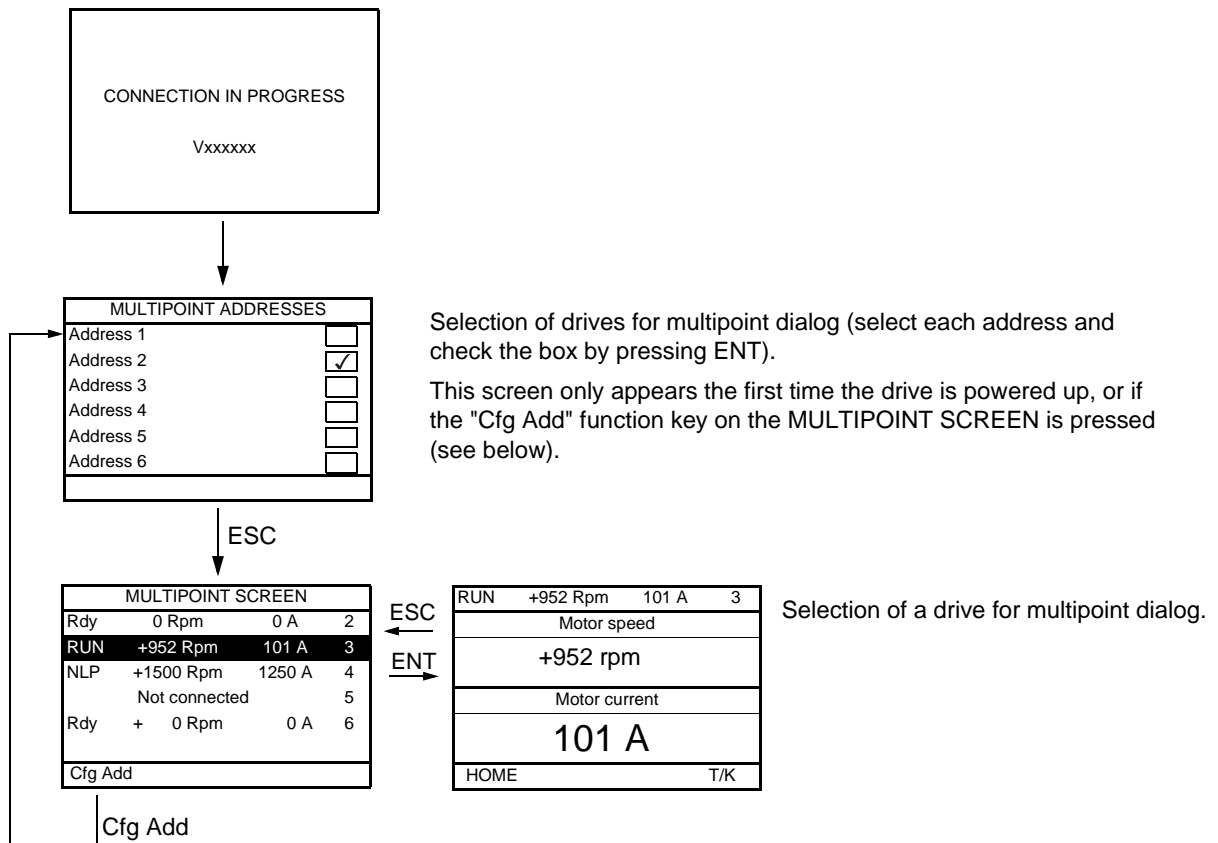 CONNECTION IN PROGRESS
Vxxxxxx
MULTIPOINT ADDRESSES
Address 1
Address 2 ✓
Address 3
Address 4
Address 5
Address 6
Selection of drives for multipoint dialog (select each address and
check the box by pressing ENT).
This screen only appears the first time the drive is powered up, or if
the "Cfg Add" function key on the MULTIPOINT SCREEN is pressed
(see below).
ESC
MULTIPOINT SCREEN
Rdy 0 Rpm 0 A 2
RUN +952 Rpm 101 A 3
NLP +1500 Rpm 1250 A 4
Not connected 5
Rdy + 0 Rpm 0 A 6
Cfg Add
ESC
ENT
RUN +952 Rpm 101 A 3
Motor speed
+952 rpm
Motor current
101 A
HOME T/K
Selection of a drive for multipoint dialog.
Cfg Add